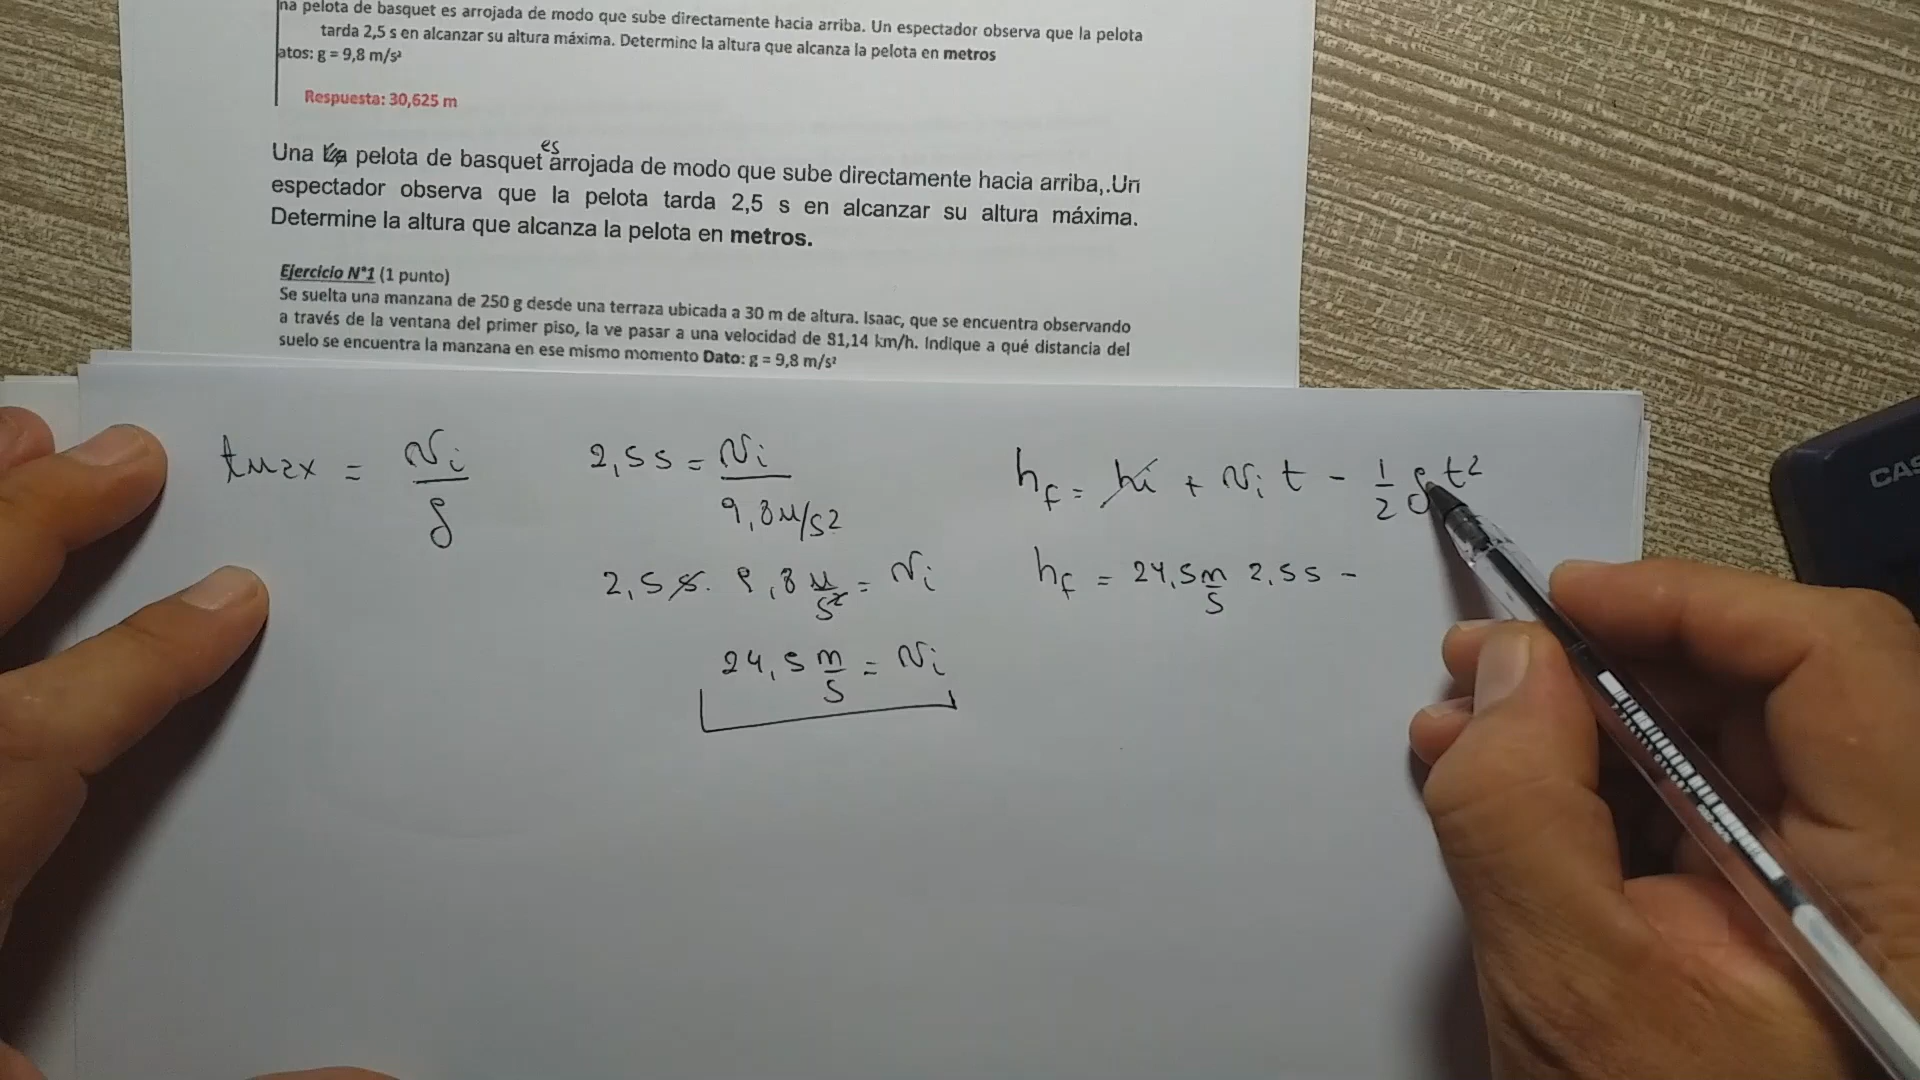 na pelota de basquet es arrojada de modo que sube directamente hacia arriba. Un espectador observa que la pelota
tarda 2,5 s en alcanzar su altura máxima. Determine la altura que alcanza la pelota en metros
atos: g = 9,8 m/s²
Respuesta: 30,625 m
es
Una pelota de basquet arrojada de modo que sube directamente hacia arriba,.Un
espectador observa que la pelota tarda 2,5 s en alcanzar su altura máxima.
Determine la altura que alcanza la pelota en metros.
Ejercicio N°1 (1 punto)
Se suelta una manzana de 250 g desde una terraza ubicada a 30 m de altura. Isaac, que se encuentra observando
a través de la ventana del primer piso, la ve pasar a una velocidad de 81,14 km/h. Indique a qué distancia del
suelo se encuentra la manzana en ese mismo momento Dato: g = 9,8 m/s²
CAS
tmax = Vi / g
2,5 s = Vi / 9,8 m/s2
2,5 s. 9,8 m/s2 = Vi
24,5 m/s = Vi
hf = hi + Vi t - 1/2 g t2
hf = 24,5 m/s 2,5 s -